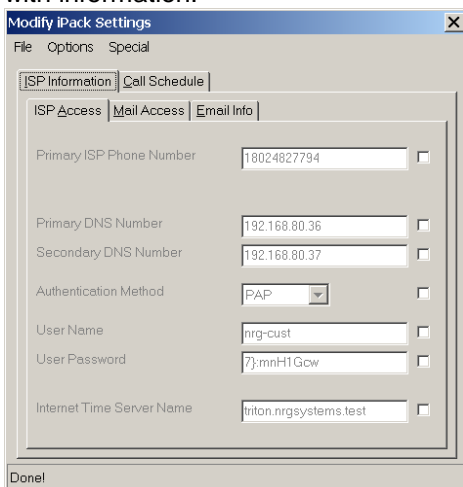 with information.
Modify iPack Settings
File Options Special
ISP Information Call Schedule
ISP Access Mail Access Email Info
Primary ISP Phone Number 18024827794
Primary DNS Number 192.168.80.36
Secondary DNS Number 192.168.80.37
Authentication Method PAP
User Name nrg-cust
User Password 7}:mnH1Gcw
Internet Time Server Name triton.nrgsystems.test
Done!